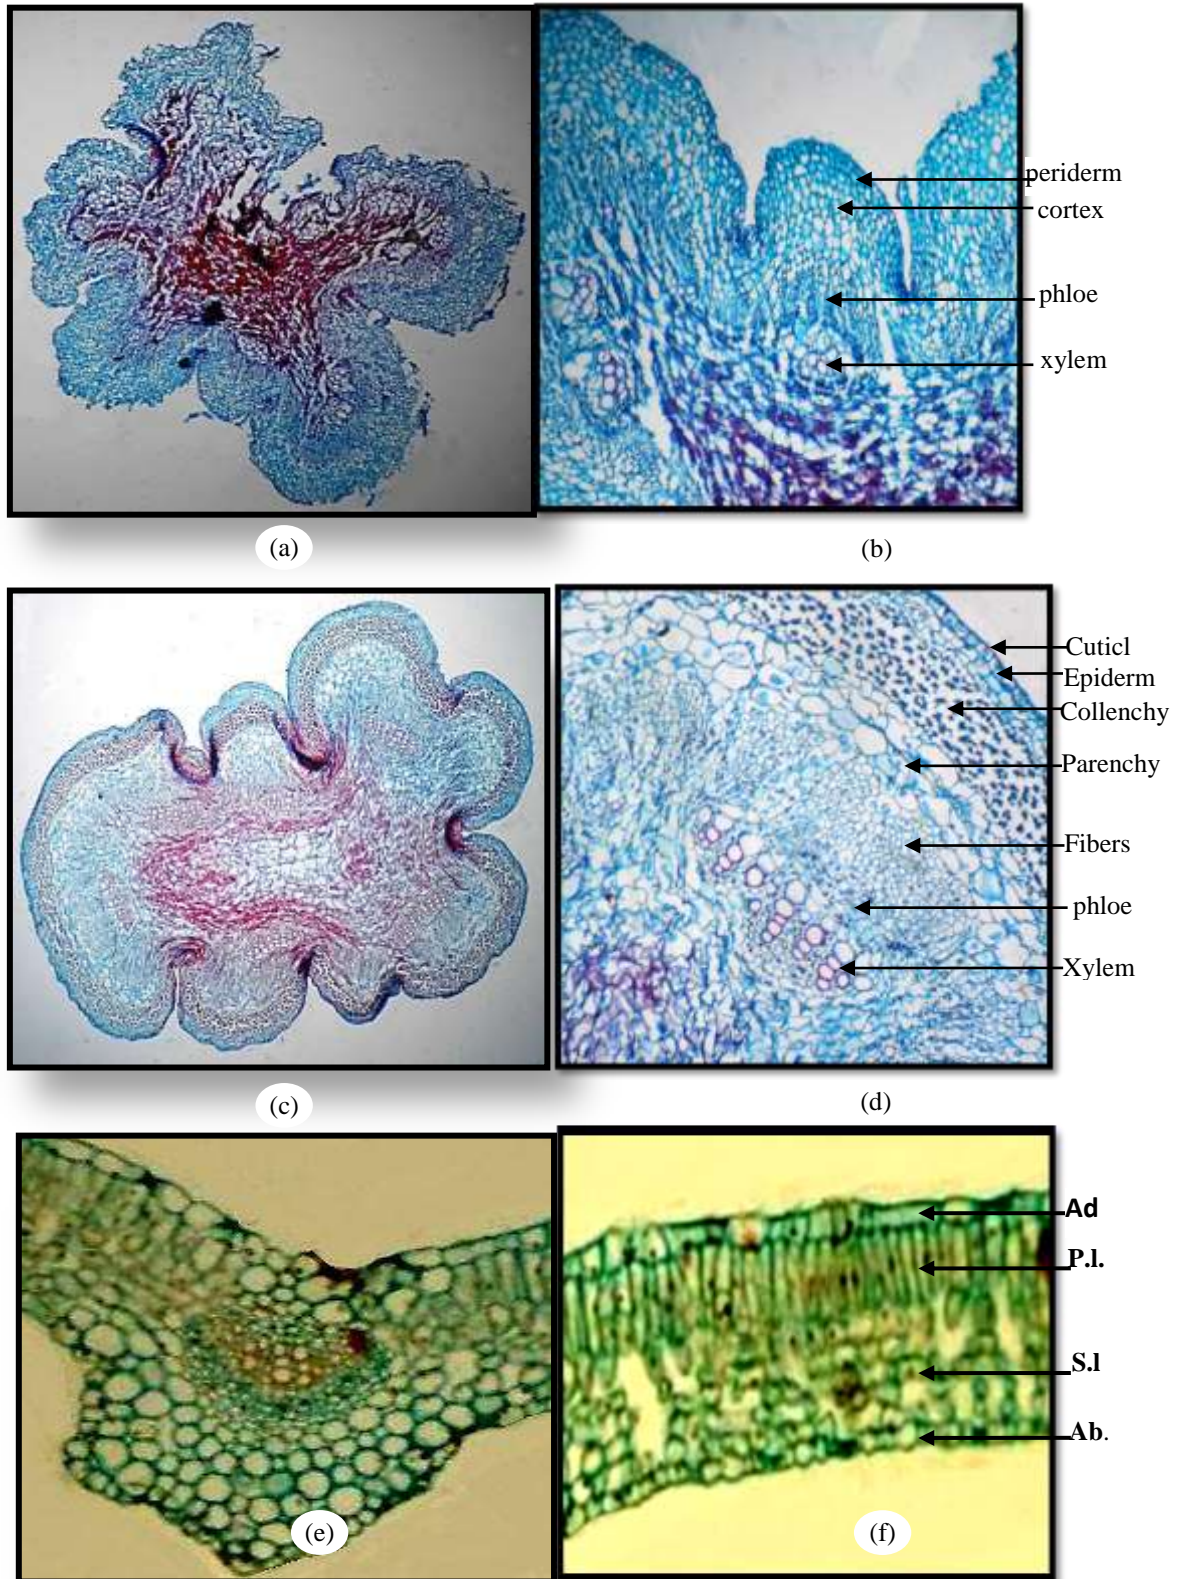 periderm
cortex
phloe
xylem
(a)
(b)
Cuticl
Epiderm
Collenchy
Parenchy
Fibers
phloe
Xylem
(c)
(d)
Ad
P.l.
S.l
Ab.
(e)
(f)